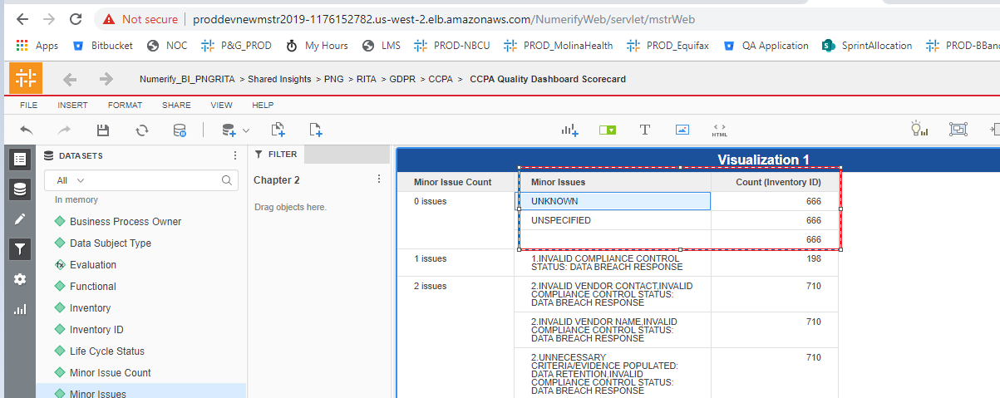 Not secure | proddevnewmstr2019-1176152782.us-west-2.elb.amazonaws.com/NumerifyWeb/servlet/mstrWeb
Apps Bitbucket NOC P&G_PROD My Hours LMS PROD-NBCU PROD_MolinaHealth PROD_Equifax QA Application SprintAllocation PROD-BBanc
Numerify_BI_PNGRITA > Shared Insights > PNG > RITA > GDPR > CCPA > CCPA Quality Dashboard Scorecard
FILE INSERT FORMAT SHARE VIEW HELP
T
< >
HTML
DATASETS
All
In memory
Business Process Owner
Data Subject Type
fx Evaluation
Functional
Inventory
Inventory ID
Life Cycle Status
Minor Issue Count
Minor Issues
FILTER
Chapter 2
Drag objects here.
Visualization 1
Minor Issue Count Minor Issues Count (Inventory ID)
0 issues UNKNOWN 666
UNSPECIFIED 666
666
1 issues 1.INVALID COMPLIANCE CONTROL 198
STATUS: DATA BREACH RESPONSE
2 issues 2.INVALID VENDOR CONTACT,INVALID 710
COMPLIANCE CONTROL STATUS:
DATA BREACH RESPONSE
2.INVALID VENDOR NAME,INVALID 710
COMPLIANCE CONTROL STATUS:
DATA BREACH RESPONSE
2.UNNECESSARY 710
CRITERIA/EVIDENCE POPULATED:
DATA RETENTION,INVALID
COMPLIANCE CONTROL STATUS:
DATA BREACH RESPONSE